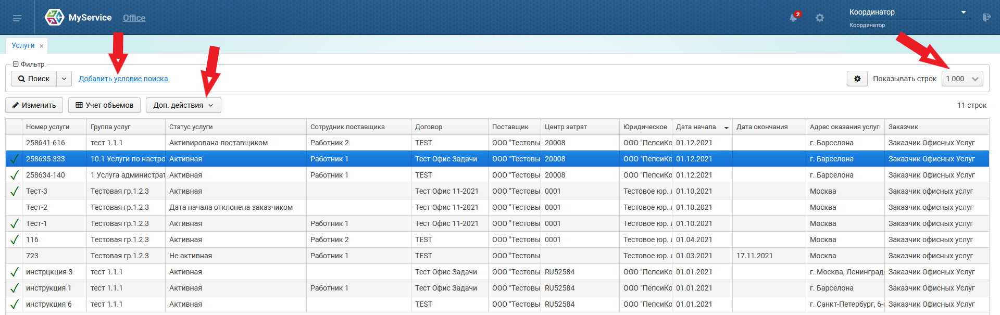 MyService Office 2 Координатор
Координатор
Услуги ×
Фильтр
Поиск Добавить условие поиска Показывать строк 1 000
Изменить Учет объемов Доп. действия 11 строк
Номер услуги Группа услуг Статус услуги Сотрудник поставщика Договор Поставщик Центр затрат Юридическое Дата начала Дата окончания Адрес оказания услуги Заказчик
258641-616 тест 1.1.1 Активирована поставщиком Работник 2 TEST ООО "Тестовы 20008 ООО "ПепсиКо 01.12.2021 г. Барселона Заказчик Офисных Услуг
258635-333 10.1 Услуги по настро Активная Работник 1 Тест Офис Задачи ООО "Тестовы 20008 ООО "ПепсиКо 01.12.2021 г. Барселона Заказчик Офисных Услуг
258634-140 1 Услуга администрат Активная Работник 1 TEST ООО "Тестовы 20008 ООО "ПепсиКо 01.12.2021 г. Барселона Заказчик Офисных Услуг
Тест-3 Тестовая гр.1.2.3 Активная Тест Офис 11-2021 ООО "Тестовы 0001 Тестовое юр. 01.10.2021 Москва Заказчик офисных услуг
Тест-2 Тестовая гр.1.2.3 Дата начала отклонена заказчиком Тест Офис 11-2021 ООО "Тестовы 0001 Тестовое юр. 01.10.2021 Москва Заказчик офисных услуг
Тест-1 Тестовая гр.1.2.3 Активная Работник 1 Тест Офис 11-2021 ООО "Тестовы 0001 Тестовое юр. 01.10.2021 Москва Заказчик офисных услуг
116 Тестовая гр.1.2.3 Активная Работник 2 TEST ООО "Тестовы 0001 Тестовое юр. 01.04.2021 Москва Заказчик офисных услуг
723 Тестовая гр.1.2.3 Не активная Работник 1 TEST ООО "Тестовы Тестовое юр. 01.03.2021 17.11.2021 Москва Заказчик офисных услуг
инстрцкция 3 тест 1.1.1 Активная Тест Офис Задачи ООО "Тестовы RU52584 ООО "ПепсиКо 01.01.2021 г. Москва, Ленинград Заказчик Офисных Услуг
инструкция 1 тест 1.1.1 Активная Работник 1 Тест Офис Задачи ООО "Тестовы RU52584 ООО "ПепсиКо 01.01.2021 г. Барселона Заказчик Офисных Услуг
инструкция 6 тест 1.1.1 Активная TEST ООО "Тестовы RU52584 ООО "ПепсиКо 01.01.2021 г. Санкт-Петербург, 6- Заказчик Офисных Услуг